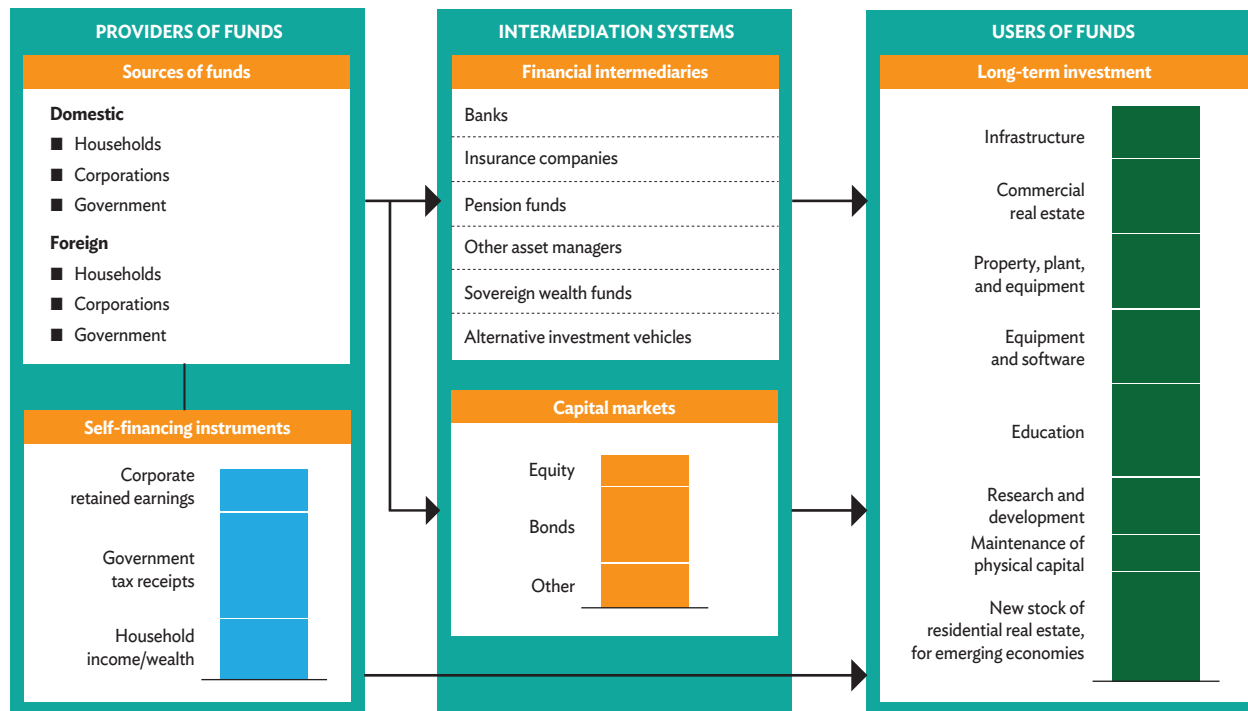 PROVIDERS OF FUNDS
Sources of funds
Domestic
■ Households
■ Corporations
■ Government
Foreign
■ Households
■ Corporations
■ Government
Self-financing instruments
Corporate
retained earnings
Government
tax receipts
Household
income/wealth
INTERMEDIATION SYSTEMS
Financial intermediaries
Banks
Insurance companies
Pension funds
Other asset managers
Sovereign wealth funds
Alternative investment vehicles
Capital markets
Equity
Bonds
Other
USERS OF FUNDS
Long-term investment
Infrastructure
Commercial
real estate
Property, plant,
and equipment
Equipment
and software
Education
Research and
development
Maintenance of
physical capital
New stock of
residential real estate,
for emerging economies